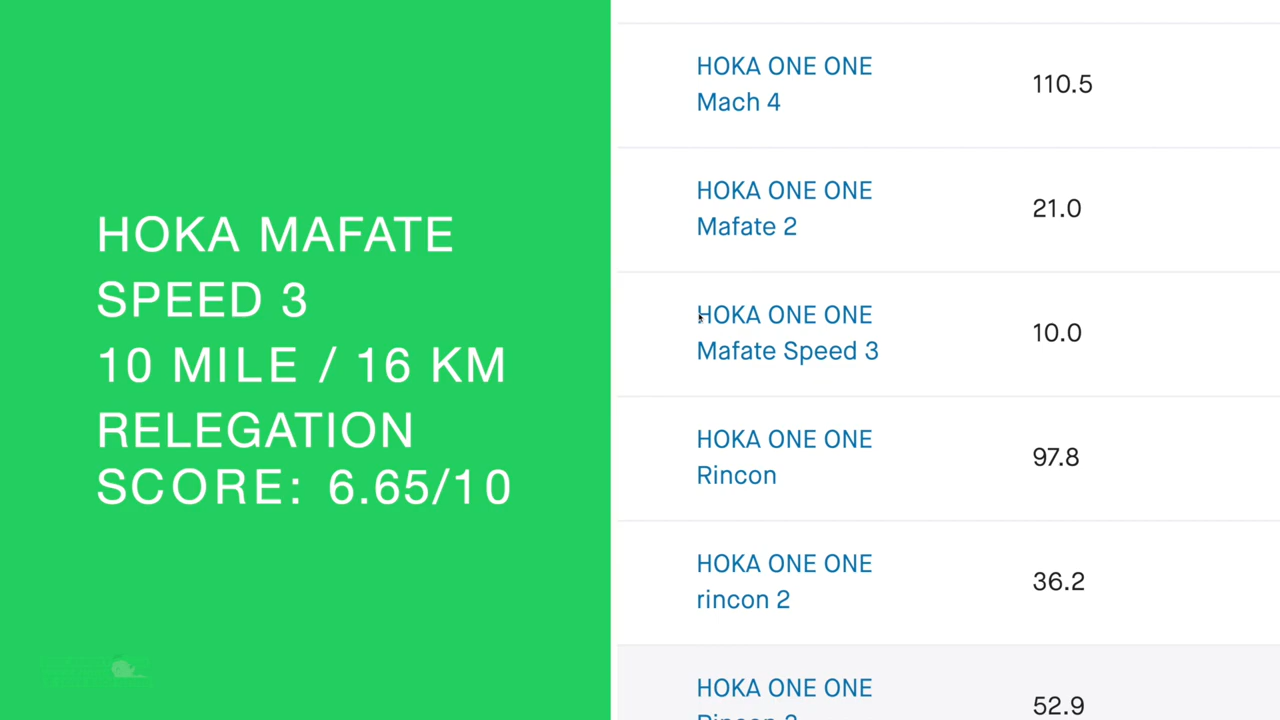 HOKA MAFATE
SPEED 3
10 MILE / 16 KM
RELEGATION
SCORE: 6.65/10
HOKA ONE ONE
Mach 4
110.5
HOKA ONE ONE
Mafate 2
21.0
HOKA ONE ONE
Mafate Speed 3
10.0
HOKA ONE ONE
Rincon
97.8
HOKA ONE ONE
rincon 2
36.2
HOKA ONE ONE
52.9